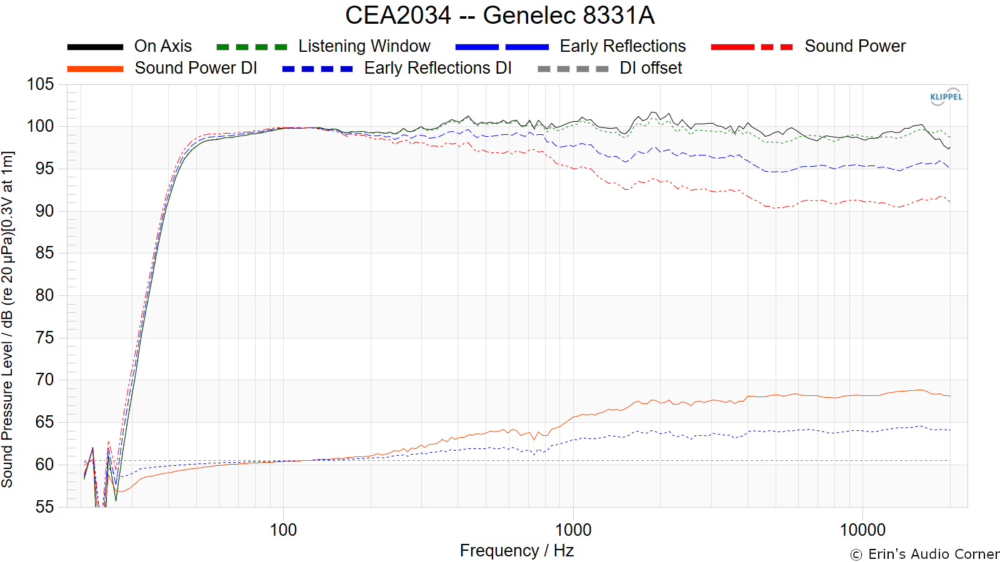 CEA2034 -- Genelec 8331A
On Axis Listening Window Early Reflections Sound Power
Sound Power DI Early Reflections DI DI offset
Sound Pressure Level / dB (re 20 µPa)[0.3V at 1m]
105
100
95
90
85
80
75
70
65
60
55
KLIPPEL
100 1000 10000
Frequency / Hz
© Erin's Audio Corner